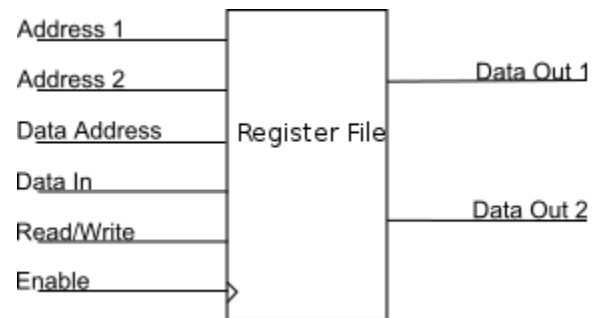 Address 1
Address 2
Data Address
Data In
Read/Write
Enable
Register File
Data Out 1
Data Out 2